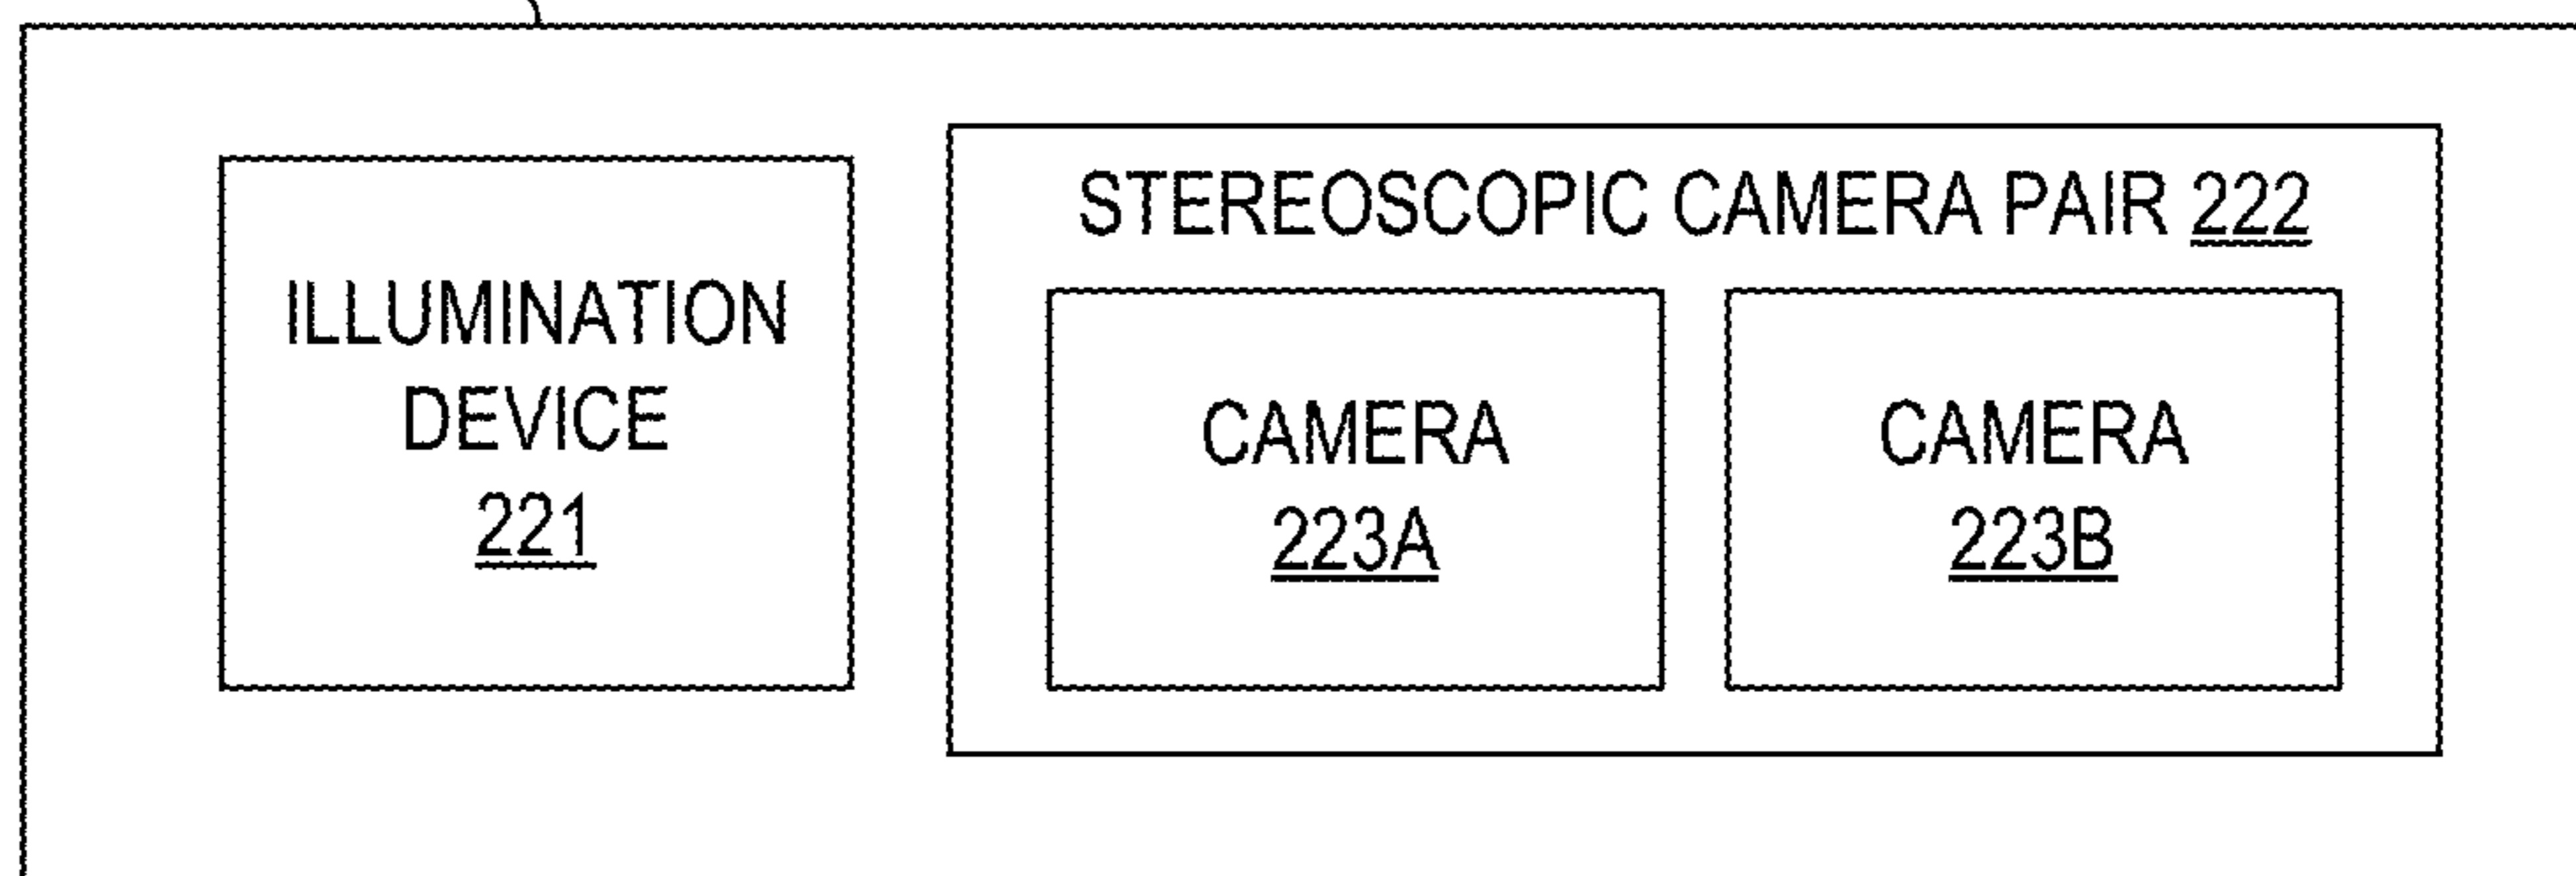 ILLUMINATION
DEVICE
221
STEREOSCOPIC CAMERA PAIR 222
CAMERA
223A
CAMERA
223B